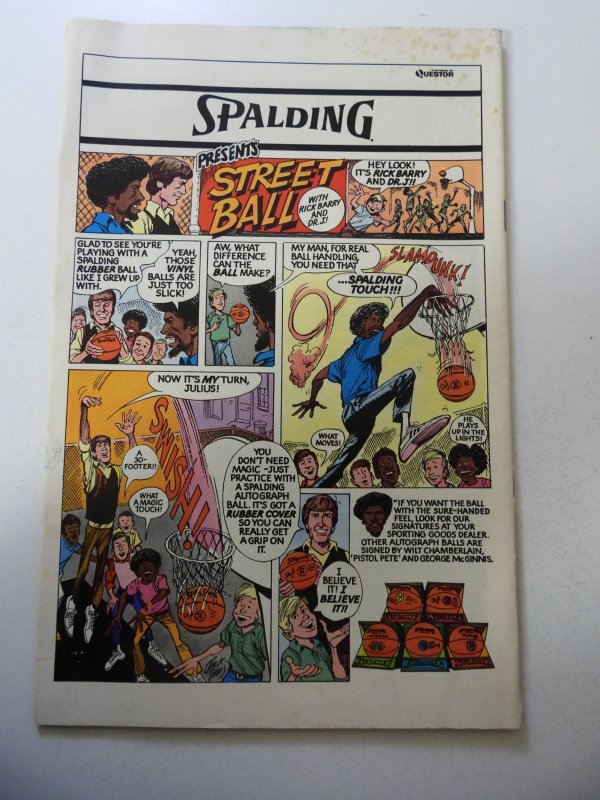 A DIVISION OF
QUESTOR
SPALDING
PRESENTS
STREET
BALL
WITH
RICK BARRY
AND
DR. J!
HEY LOOK!
IT'S RICK BARRY
AND DR. J!!
GLAD TO SEE YOU'RE
PLAYING WITH A
SPALDING
RUBBER BALL
LIKE I GREW UP
WITH.
YEAH,
THOSE
VINYL
BALLS ARE
JUST TOO
SLICK!
AW, WHAT
DIFFERENCE
CAN THE
BALL MAKE?
MY MAN, FOR REAL
BALL HANDLING,
YOU NEED THAT
...SPALDING
TOUCH!!!
SLAM DUNK!
WHAT
MOVES!
HE
PLAYS
UP IN THE
LIGHTS!
NOW IT'S MY TURN,
JULIUS!
A
30-
FOOTER!!
WHAT
A MAGIC
TOUCH!
SWISH!
YOU
DON'T NEED
MAGIC -JUST
PRACTICE WITH
A SPALDING
AUTOGRAPH
BALL. IT'S GOT A
RUBBER COVER
SO YOU CAN
REALLY GET
A GRIP ON
IT.
I
BELIEVE
IT! I
BELIEVE
IT!!
"IF YOU WANT THE BALL
WITH THE SURE-HANDED
FEEL, LOOK FOR OUR
SIGNATURES AT YOUR
SPORTING GOODS DEALER.
OTHER AUTOGRAPH BALLS ARE
SIGNED BY WILT CHAMBERLAIN,
'PISTOL PETE' AND GEORGE McGINNIS.